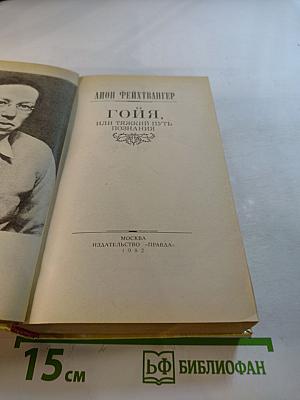 ЛИОН ФЕЙХТВАНГЕР
ГОЙЯ,
ИЛИ ТЯЖКИЙ ПУТЬ
ПОЗНАНИЯ
МОСКВА
ИЗДАТЕЛЬСТВО «ПРАВДА»
1982
15 см
БФ БИБЛИОФАН